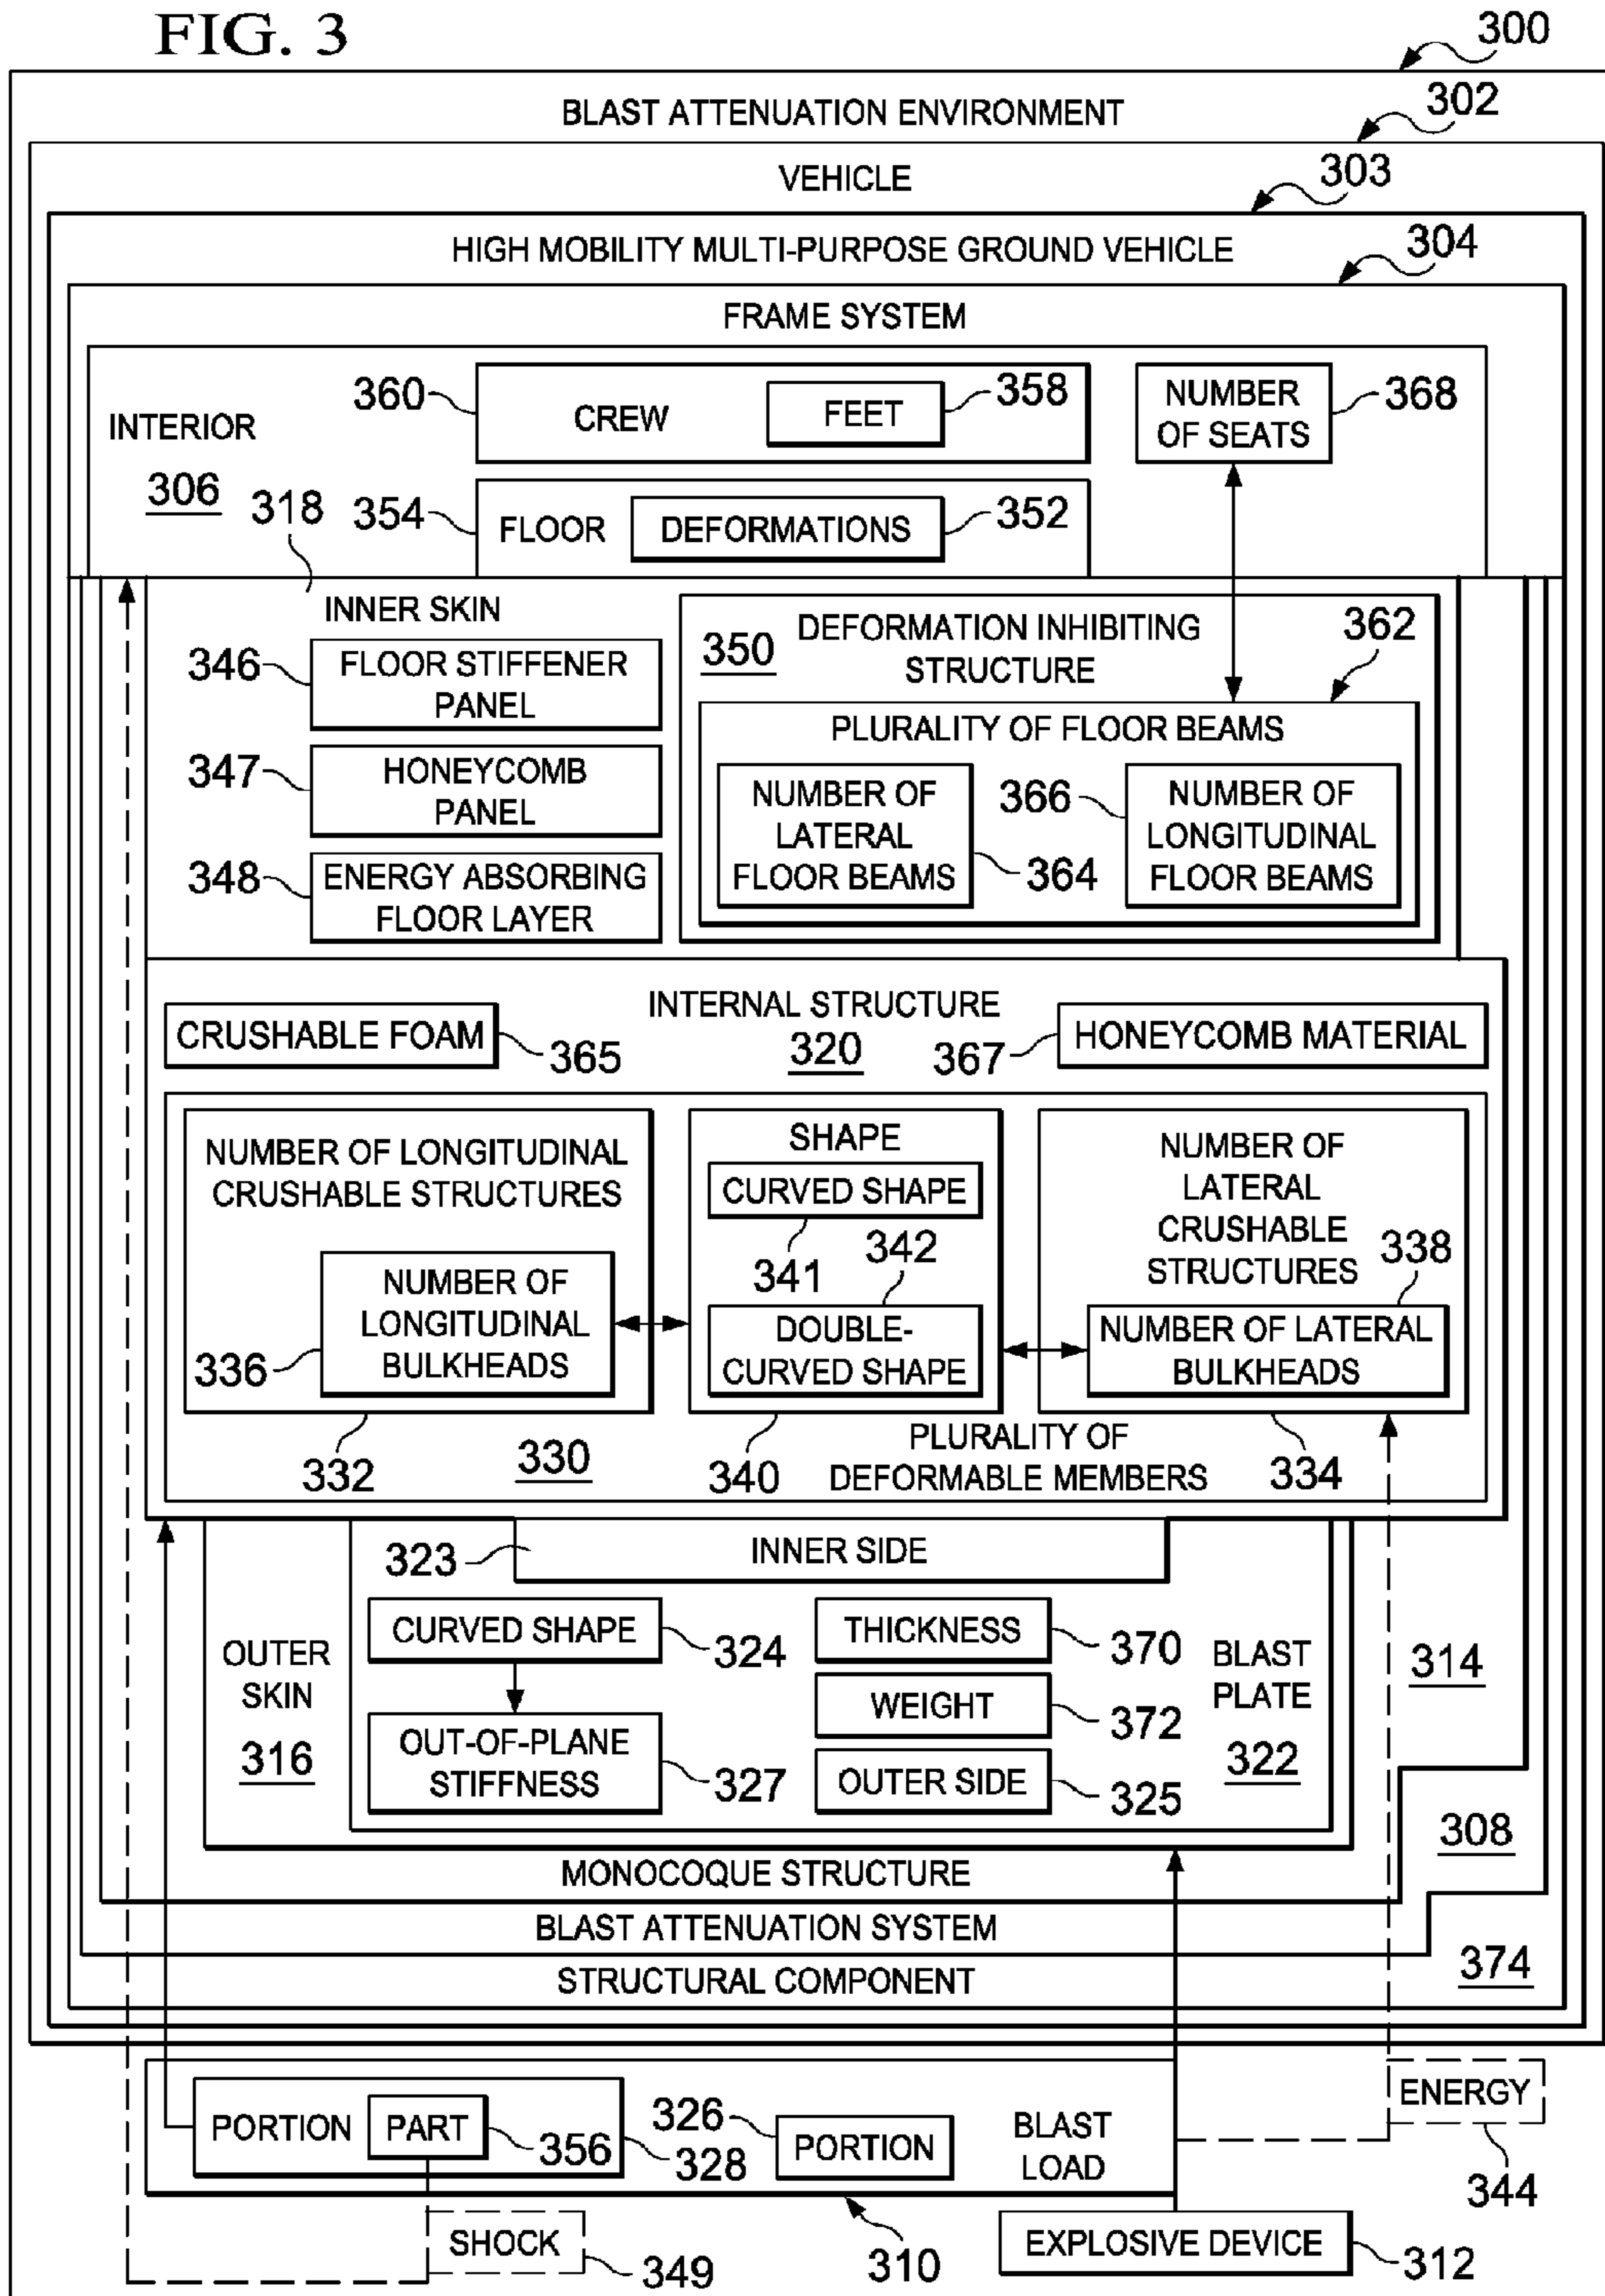 FIG. 3
300
BLAST ATTENUATION ENVIRONMENT
302
VEHICLE
303
HIGH MOBILITY MULTI-PURPOSE GROUND VEHICLE
304
FRAME SYSTEM
INTERIOR
306
360
CREW
FEET
358
NUMBER
OF SEATS
368
318
354
FLOOR
DEFORMATIONS
352
INNER SKIN
346
FLOOR STIFFENER
PANEL
347
HONEYCOMB
PANEL
348
ENERGY ABSORBING
FLOOR LAYER
350
DEFORMATION INHIBITING
STRUCTURE
362
PLURALITY OF FLOOR BEAMS
NUMBER OF
LATERAL
FLOOR BEAMS
364
366
NUMBER OF
LONGITUDINAL
FLOOR BEAMS
INTERNAL STRUCTURE
320
CRUSHABLE FOAM
365
367
HONEYCOMB MATERIAL
NUMBER OF LONGITUDINAL
CRUSHABLE STRUCTURES
336
NUMBER OF
LONGITUDINAL
BULKHEADS
332
330
SHAPE
CURVED SHAPE
341
342
DOUBLE-
CURVED SHAPE
340
NUMBER OF
LATERAL
CRUSHABLE
STRUCTURES
338
NUMBER OF LATERAL
BULKHEADS
334
PLURALITY OF
DEFORMABLE MEMBERS
323
INNER SIDE
OUTER
SKIN
316
CURVED SHAPE
324
OUT-OF-PLANE
STIFFNESS
327
THICKNESS
370
WEIGHT
372
OUTER SIDE
325
BLAST
PLATE
322
314
MONOCOQUE STRUCTURE
308
BLAST ATTENUATION SYSTEM
STRUCTURAL COMPONENT
374
PORTION
PART
356
328
326
PORTION
BLAST
LOAD
ENERGY
344
SHOCK
349
310
EXPLOSIVE DEVICE
312